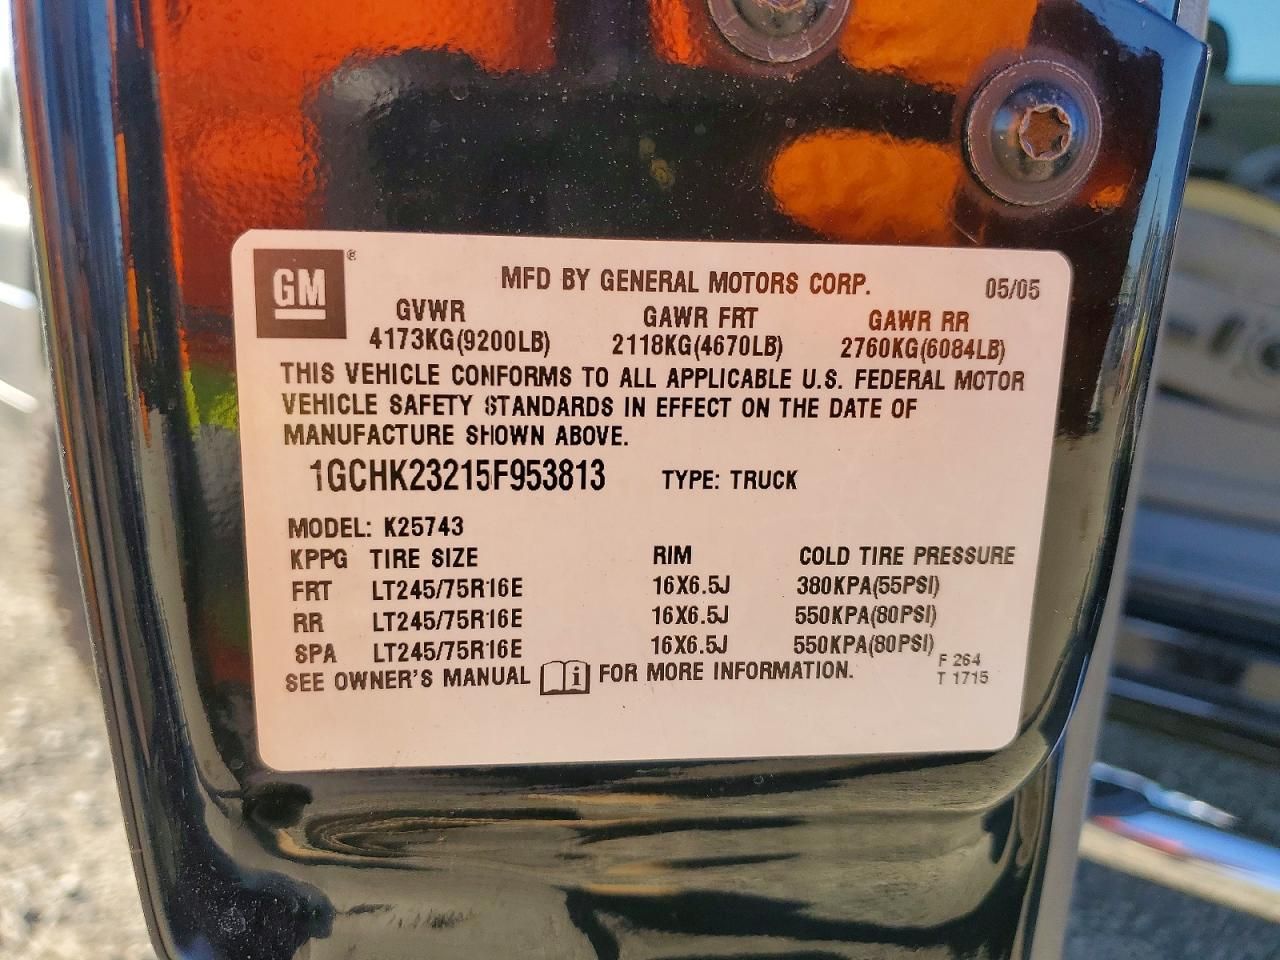 GM ®
MFD BY GENERAL MOTORS CORP. 05/05
GVWR GAWR FRT GAWR RR
4173KG(9200LB) 2118KG(4670LB) 2760KG(6084LB)
THIS VEHICLE CONFORMS TO ALL APPLICABLE U.S. FEDERAL MOTOR
VEHICLE SAFETY STANDARDS IN EFFECT ON THE DATE OF
MANUFACTURE SHOWN ABOVE.
1GCHK23215F953813 TYPE: TRUCK
MODEL: K25743
KPPG TIRE SIZE RIM COLD TIRE PRESSURE
FRT LT245/75R16E 16X6.5J 380KPA(55PSI)
RR LT245/75R16E 16X6.5J 550KPA(80PSI)
SPA LT245/75R16E 16X6.5J 550KPA(80PSI)
SEE OWNER'S MANUAL i FOR MORE INFORMATION.
F 264
T 1715